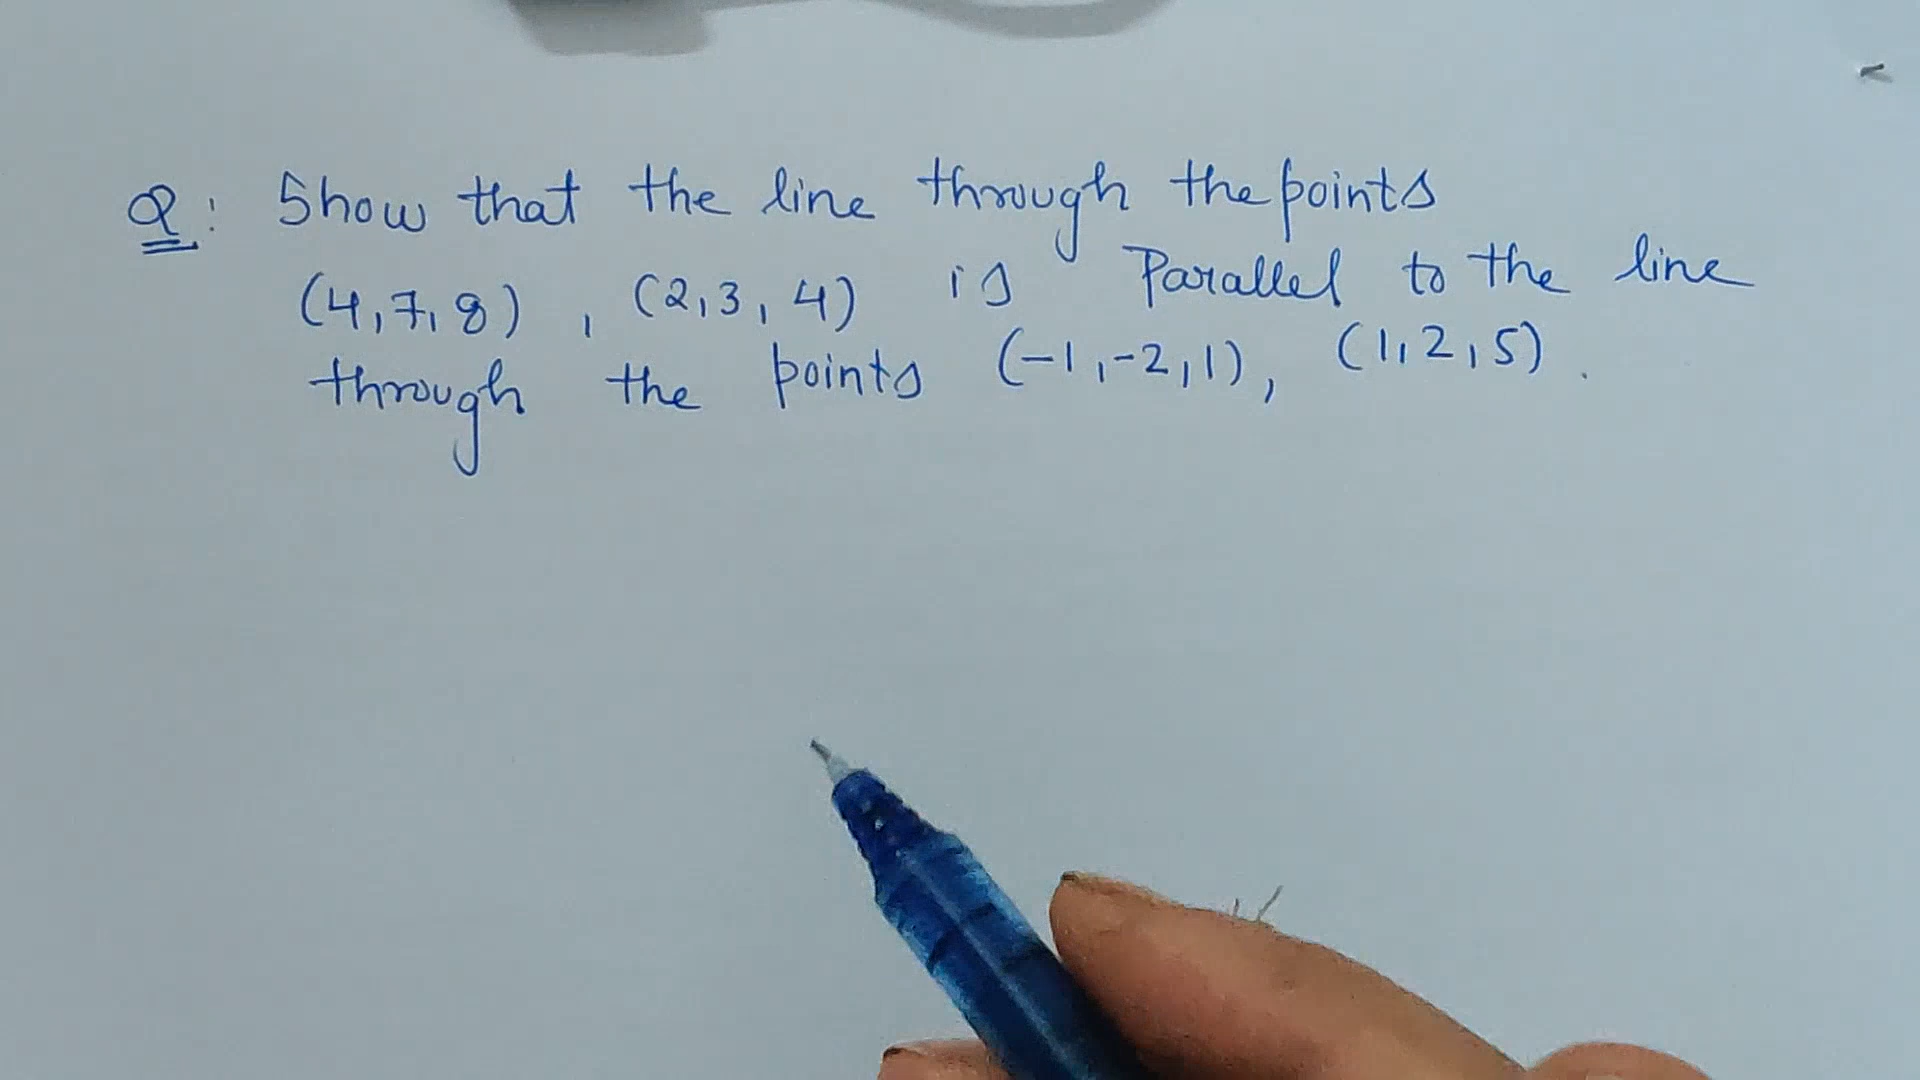 Q: Show that the line through the points
(4,7,8), (2,3,4) is Parallel to the line
through the points (-1,-2,1), (1,2,5).